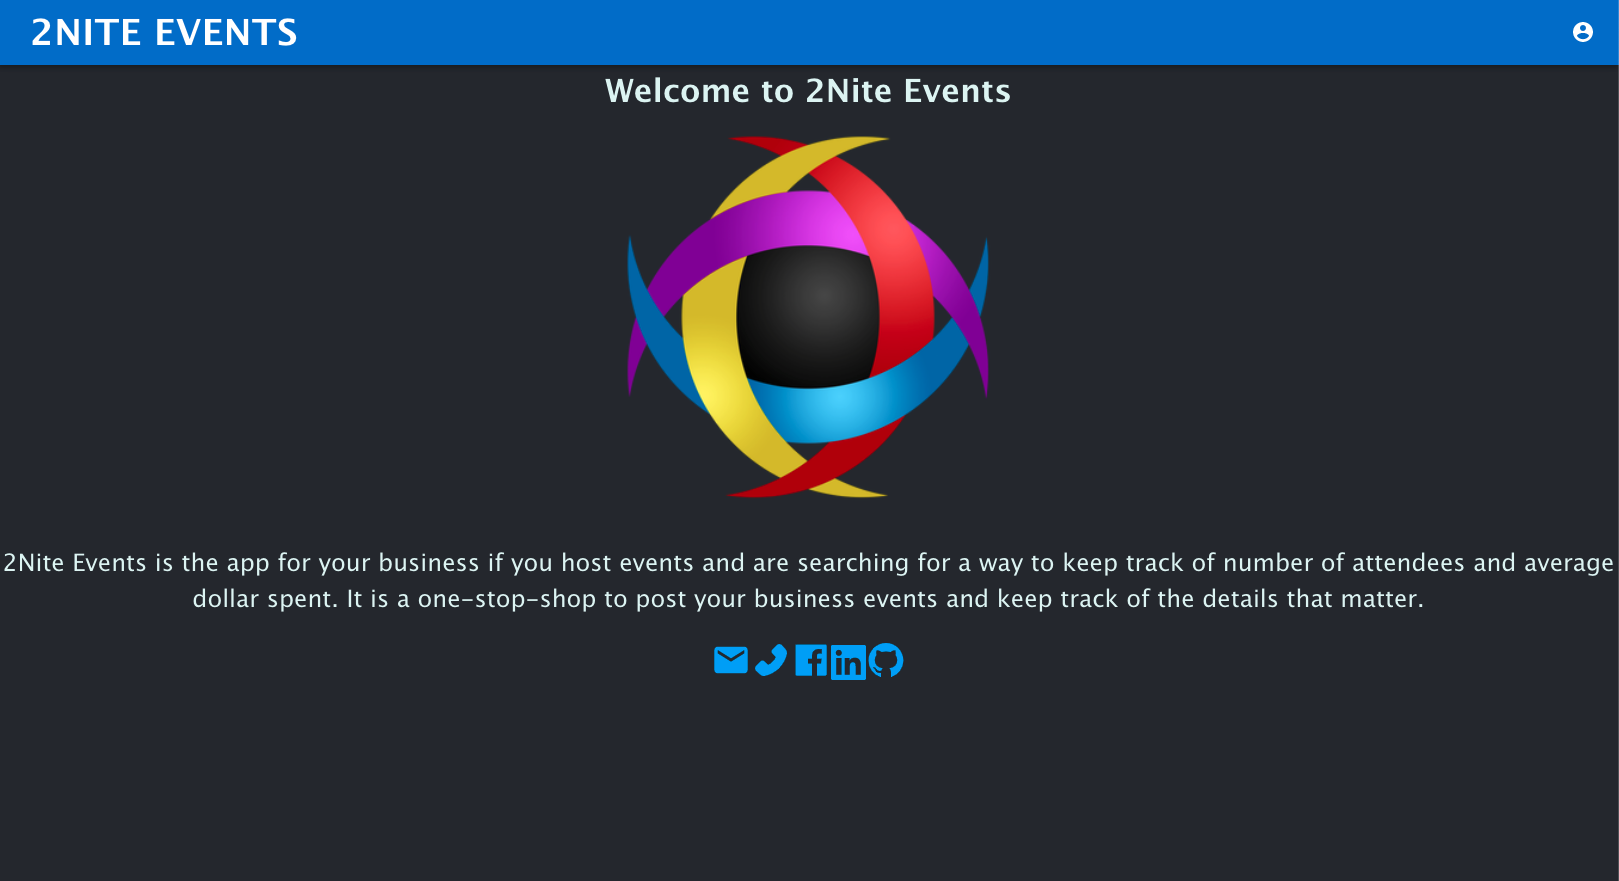 2NITE EVENTS
Welcome to 2Nite Events
2Nite Events is the app for your business if you host events and are searching for a way to keep track of number of attendees and average
dollar spent. It is a one-stop-shop to post your business events and keep track of the details that matter.